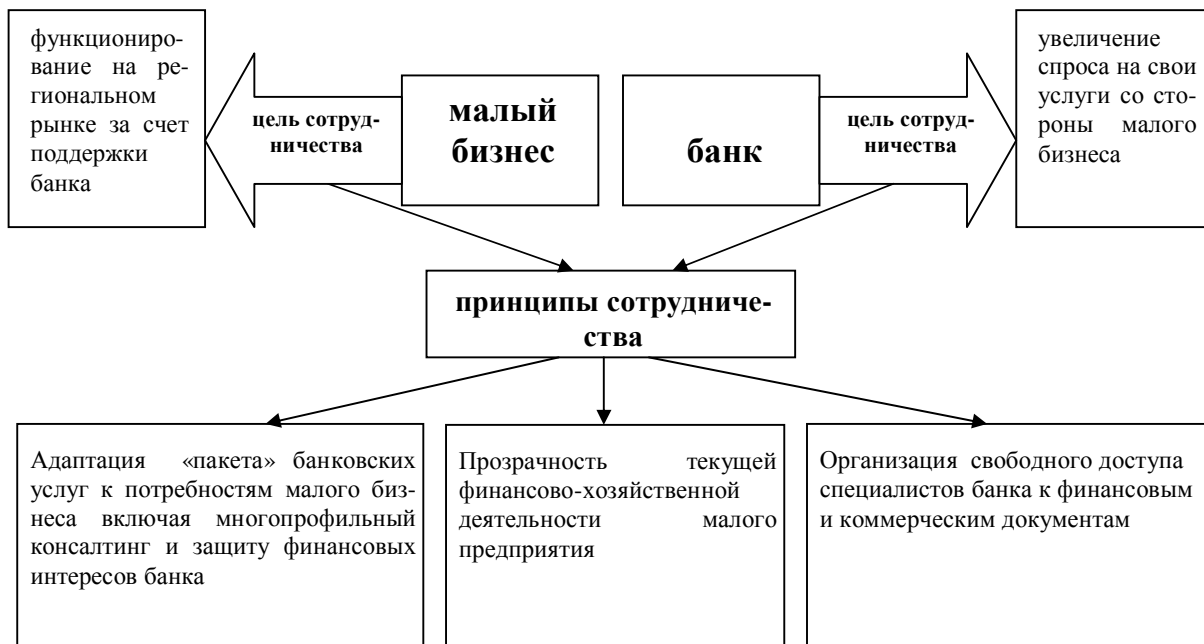 функциониро-
вание на ре-
гиональном
рынке за счет
поддержки
банка
цель сотруд-
ничества
малый
бизнес
банк
цель сотруд-
ничества
увеличение
спроса на свои
услуги со сто-
роны малого
бизнеса
принципы сотрудниче-
ства
Адаптация «пакета» банковских
услуг к потребностям малого биз-
неса включая многопрофильный
консалтинг и защиту финансовых
интересов банка
Прозрачность текущей
финансово-хозяйственной
деятельности малого
предприятия
Организация свободного доступа
специалистов банка к финансовым
и коммерческим документам